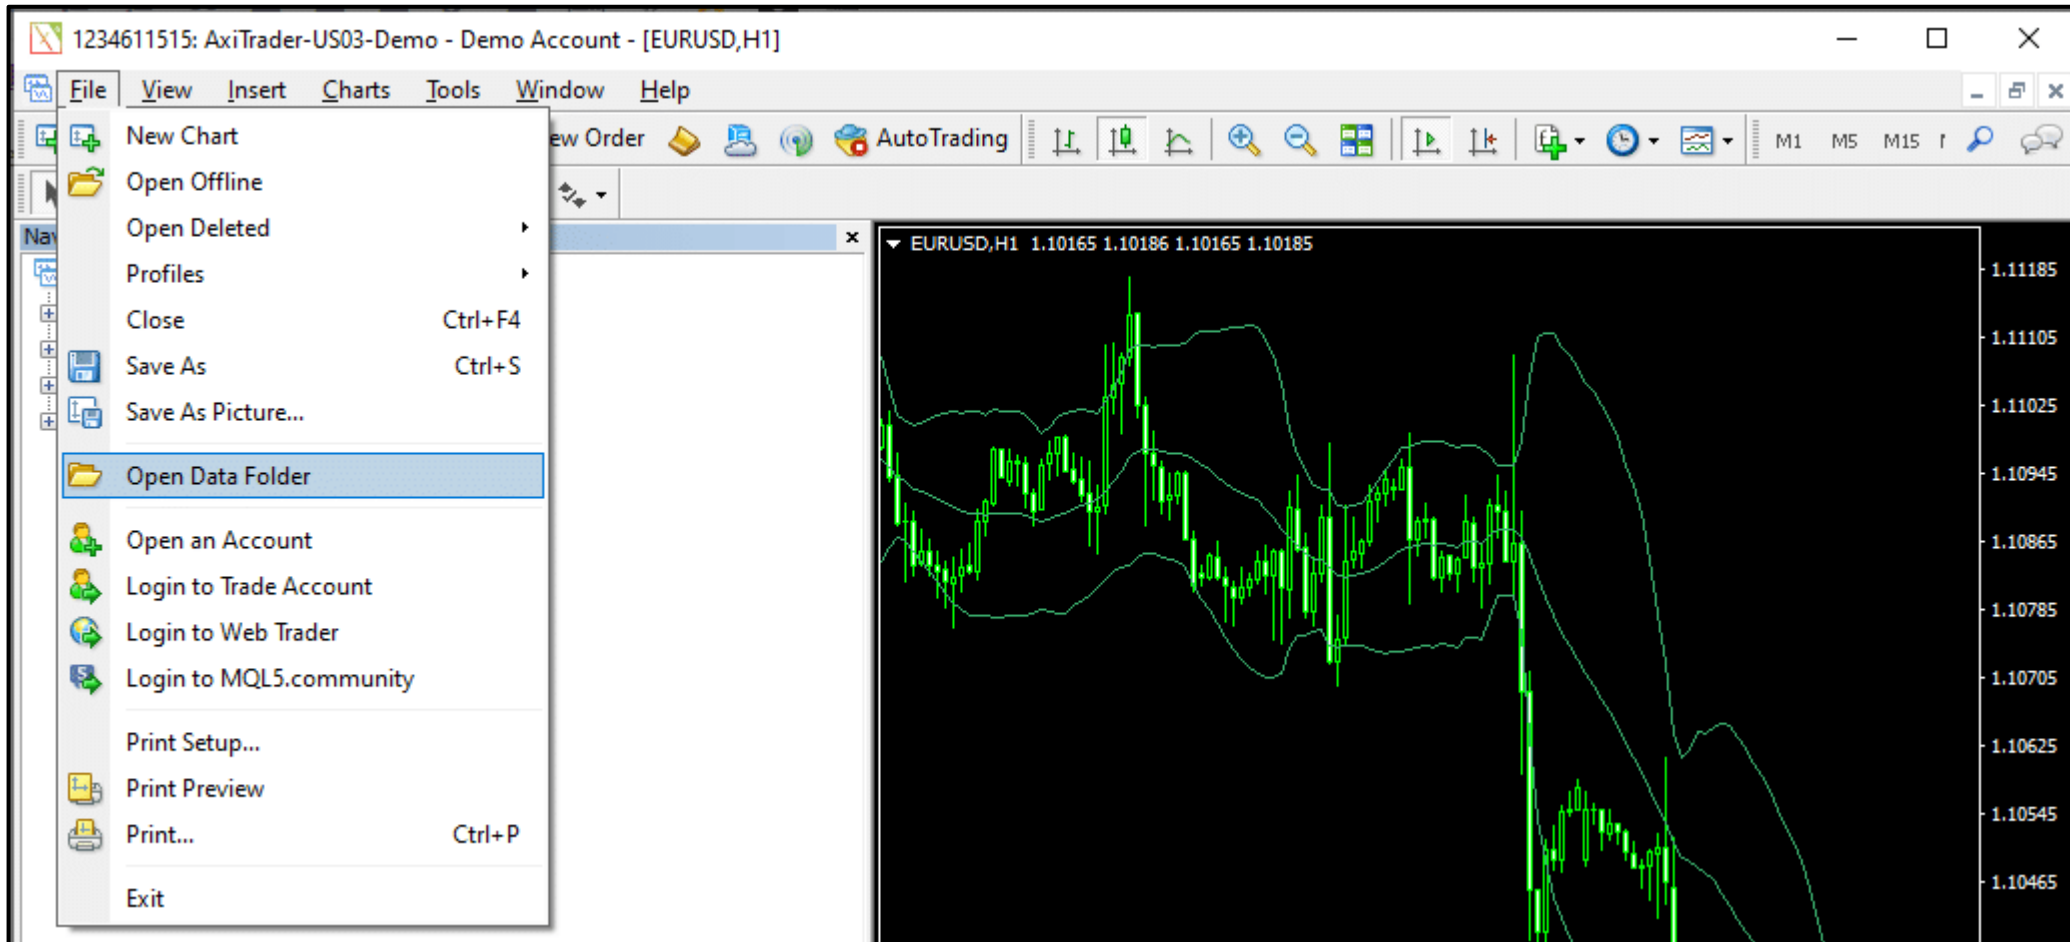 1234611515: AxiTrader-US03-Demo - Demo Account - [EURUSD,H1]
File View Insert Charts Tools Window Help
New Chart
ew Order AutoTrading M1 M5 M15
Open Offline
Open Deleted
Nav
EURUSD,H1 1.10165 1.10186 1.10165 1.10185
Profiles
Close Ctrl+F4
Save As Ctrl+S
Save As Picture...
Open Data Folder
Open an Account
Login to Trade Account
Login to Web Trader
Login to MQL5.community
Print Setup...
Print Preview
Print... Ctrl+P
Exit
1.11185
1.11105
1.11025
1.10945
1.10865
1.10785
1.10705
1.10625
1.10545
1.10465